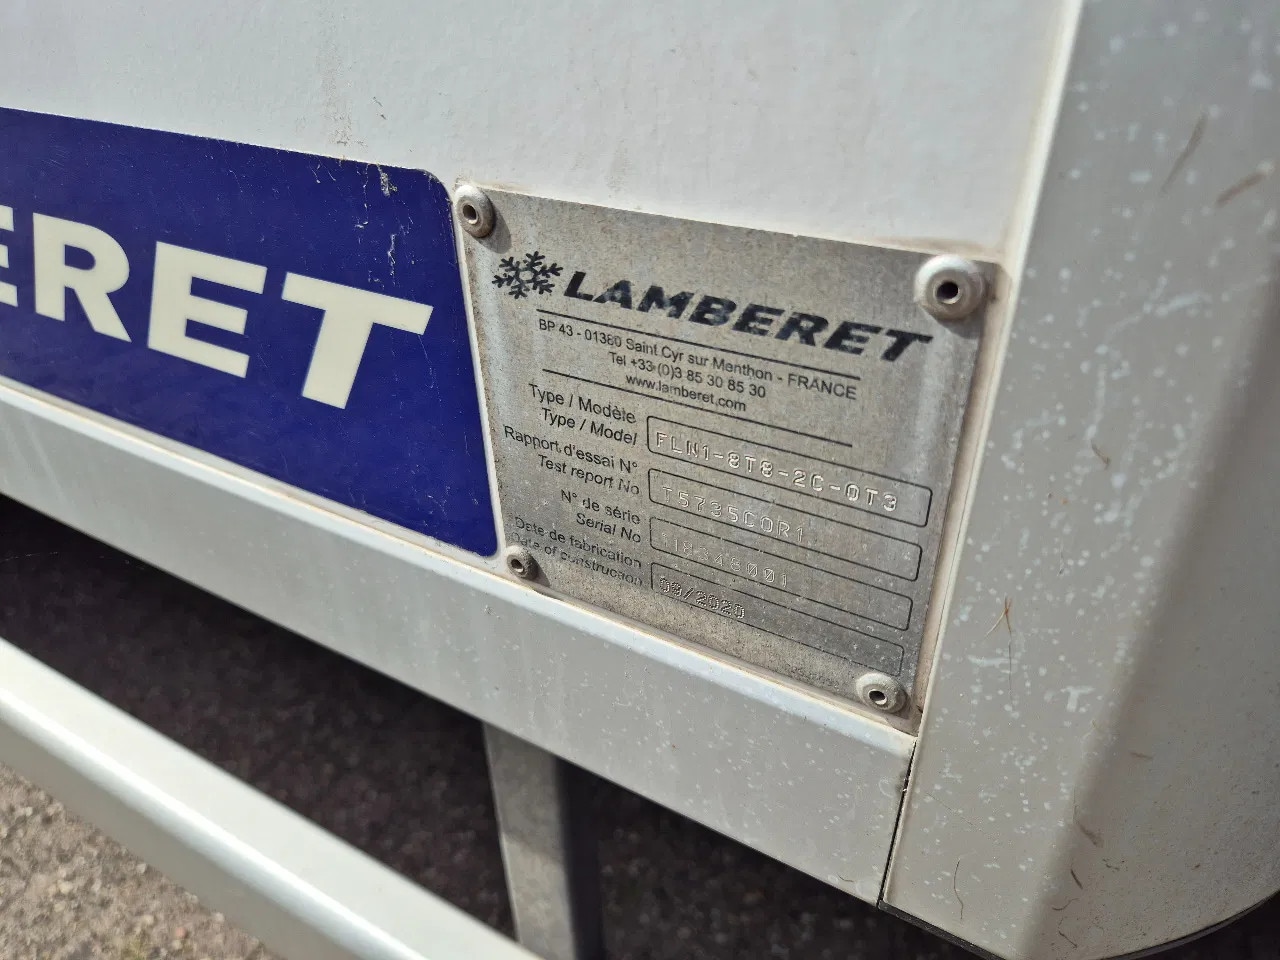 ERET
LAMBERET
BP 43 - 01380 Saint Cyr sur Menthon - FRANCE
Tel +33 (0)3 85 30 85 30
www.lamberet.com
Type / Modèle
Type / Model
FLN1-8T8-2C-0T3
Rapport d'essai N°
Test report No
T5735C0R1
N° de série
Serial No
Date de fabrication
Date of construction
09/2020